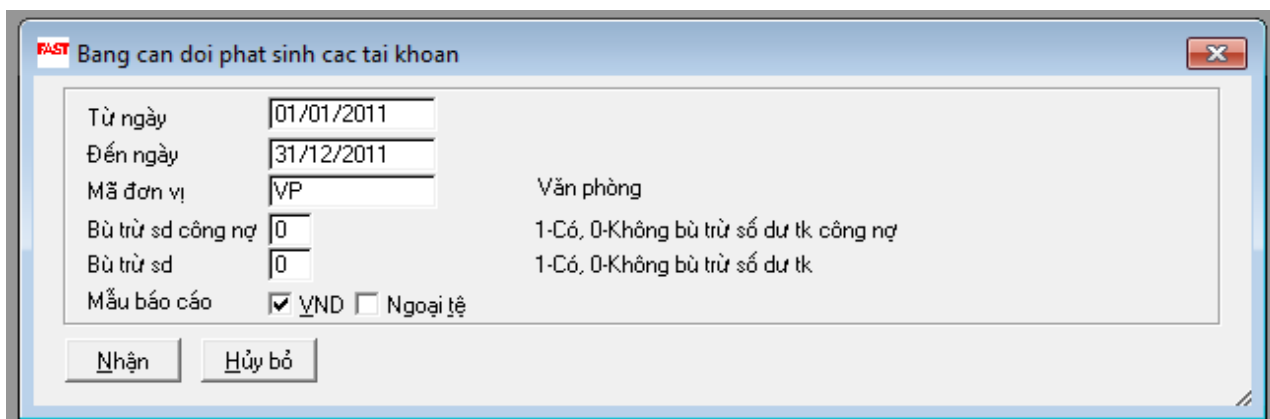 FAST Bang can doi phat sinh cac tai khoan
Từ ngày 01/01/2011
Đến ngày 31/12/2011
Mã đơn vị VP Văn phòng
Bù trừ sd công nợ 0 1-Có, 0-Không bù trừ số dư tk công nợ
Bù trừ sd 0 1-Có, 0-Không bù trừ số dư tk
Mẫu báo cáo VND Ngoại tệ
Nhận Hủy bỏ